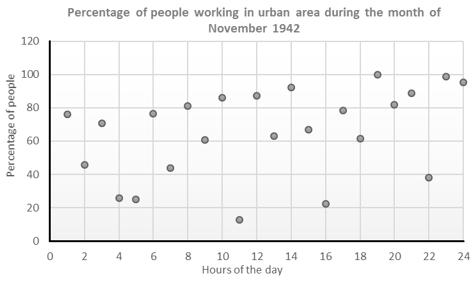 Percentage of people working in urban area during the month of
November 1942
120
100
80
60
40
20
0
Percentage of people
0 2 4 6 8 10 12 14 16 18 20 22 24
Hours of the day